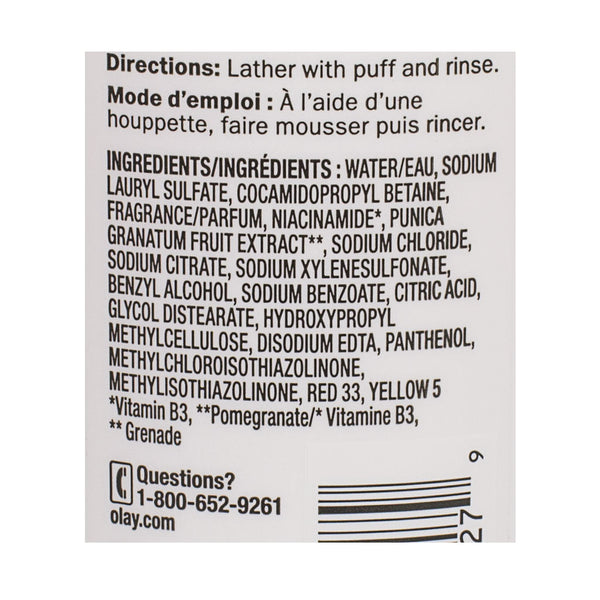 Directions: Lather with puff and rinse.
Mode d'emploi : À l'aide d'une
houppette, faire mousser puis rincer.
INGREDIENTS/INGRÉDIENTS : WATER/EAU, SODIUM
LAURYL SULFATE, COCAMIDOPROPYL BETAINE,
FRAGRANCE/PARFUM, NIACINAMIDE*, PUNICA
GRANATUM FRUIT EXTRACT**, SODIUM CHLORIDE,
SODIUM CITRATE, SODIUM XYLENESULFONATE,
BENZYL ALCOHOL, SODIUM BENZOATE, CITRIC ACID,
GLYCOL DISTEARATE, HYDROXYPROPYL
METHYLCELLULOSE, DISODIUM EDTA, PANTHENOL,
METHYLCHLOROISOTHIAZOLINONE,
METHYLISOTHIAZOLINONE, RED 33, YELLOW 5
*Vitamin B3, **Pomegranate/* Vitamine B3,
** Grenade
Questions?
1-800-652-9261
olay.com
27 9